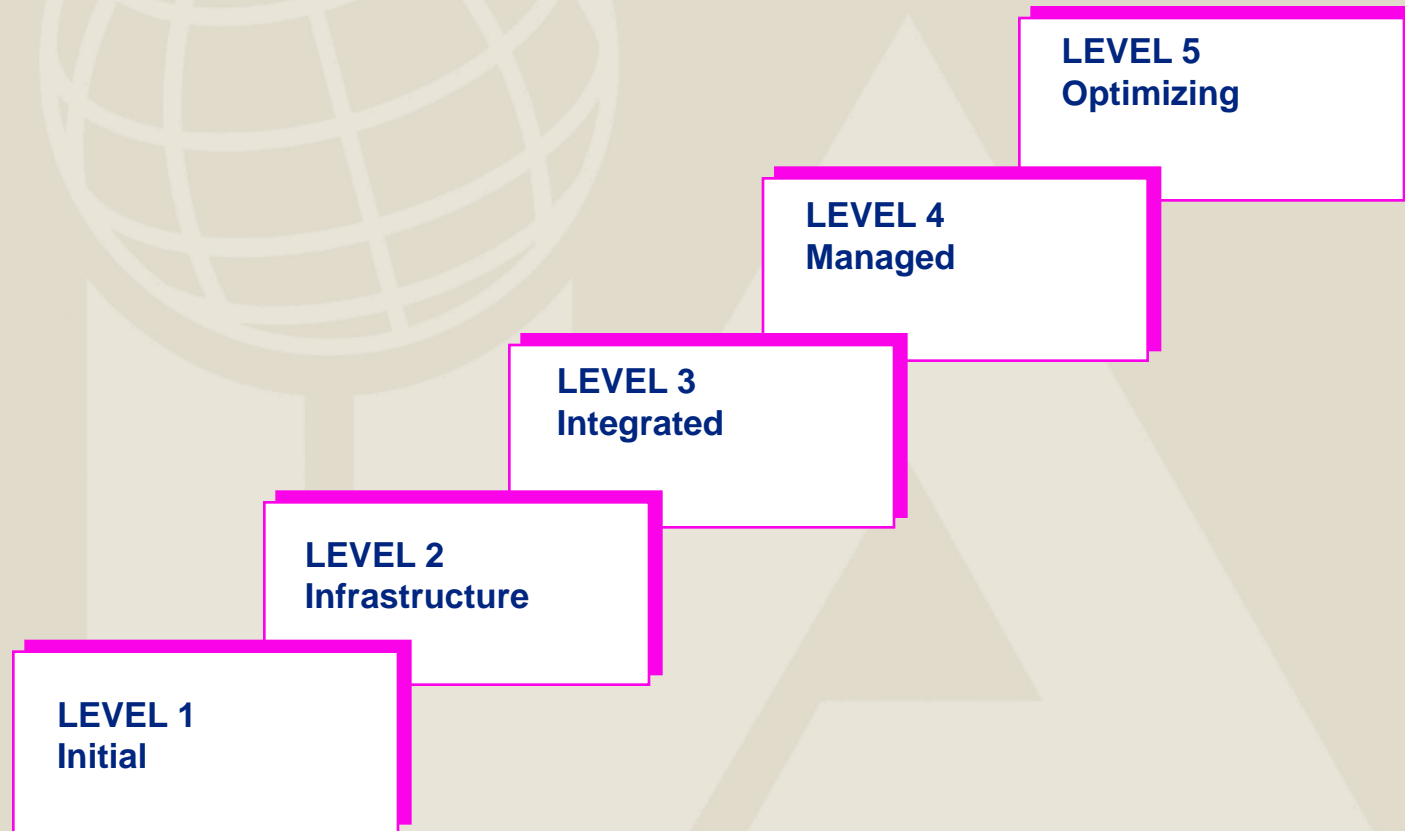 LEVEL 5
Optimizing
LEVEL 4
Managed
LEVEL 3
Integrated
LEVEL 2
Infrastructure
LEVEL 1
Initial